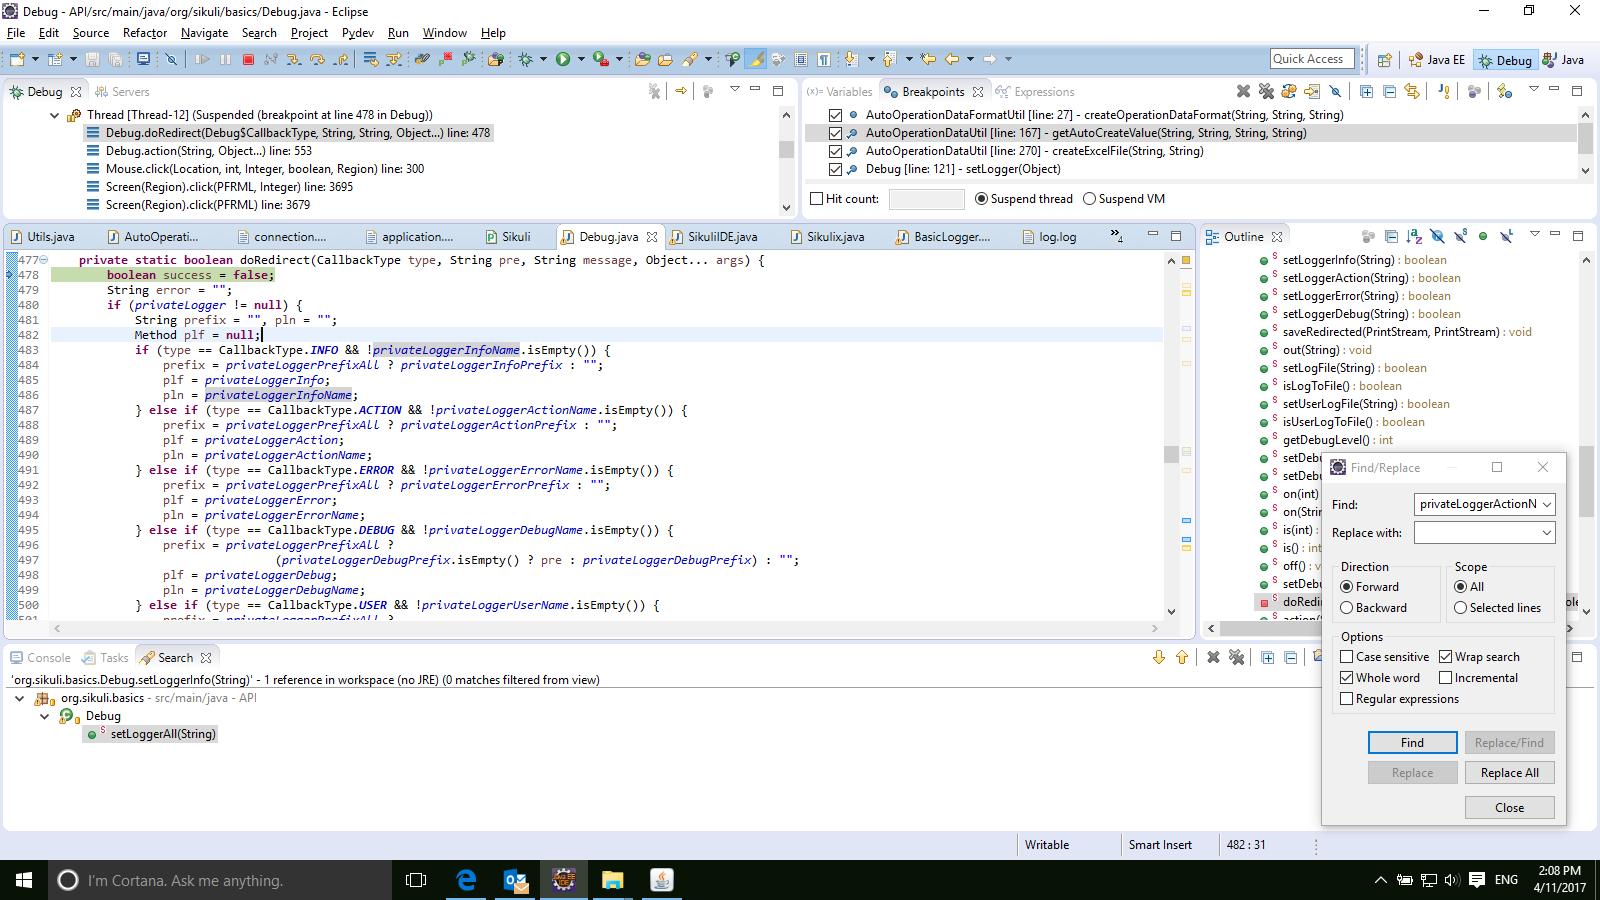 Debug - API/src/main/java/org/sikuli/basics/Debug.java - Eclipse
File Edit Source Refactor Navigate Search Project Pydev Run Window Help
Quick Access Java EE Debug Java
Debug Servers
Thread [Thread-12] (Suspended (breakpoint at line 478 in Debug))
Debug.doRedirect(Debug$CallbackType, String, String, Object...) line: 478
Debug.action(String, Object...) line: 553
Mouse.click(Location, int, Integer, boolean, Region) line: 300
Screen(Region).click(PFRML, Integer) line: 3695
Screen(Region).click(PFRML) line: 3679
(x)= Variables Breakpoints Expressions
AutoOperationDataFormatUtil [line: 27] - createOperationDataFormat(String, String, String)
AutoOperationDataUtil [line: 167] - getAutoCreateValue(String, String, String, String)
AutoOperationDataUtil [line: 270] - createExcelFile(String, String)
Debug [line: 121] - setLogger(Object)
Hit count: Suspend thread Suspend VM
Utils.java AutoOperati... connection.... application.... Sikuli Debug.java SikuliIDE.java Sikulix.java BasicLogger.... log.log »4
477 private static boolean doRedirect(CallbackType type, String pre, String message, Object... args) {
478 boolean success = false;
479 String error = "";
480 if (privateLogger != null) {
481 String prefix = "", pln = "";
482 Method plf = null;
483 if (type == CallbackType.INFO && !privateLoggerInfoName.isEmpty()) {
484 prefix = privateLoggerPrefixAll ? privateLoggerInfoPrefix : "";
485 plf = privateLoggerInfo;
486 pln = privateLoggerInfoName;
487 } else if (type == CallbackType.ACTION && !privateLoggerActionName.isEmpty()) {
488 prefix = privateLoggerPrefixAll ? privateLoggerActionPrefix : "";
489 plf = privateLoggerAction;
490 pln = privateLoggerActionName;
491 } else if (type == CallbackType.ERROR && !privateLoggerErrorName.isEmpty()) {
492 prefix = privateLoggerPrefixAll ? privateLoggerErrorPrefix : "";
493 plf = privateLoggerError;
494 pln = privateLoggerErrorName;
495 } else if (type == CallbackType.DEBUG && !privateLoggerDebugName.isEmpty()) {
496 prefix = privateLoggerPrefixAll ?
497 (privateLoggerDebugPrefix.isEmpty() ? pre : privateLoggerDebugPrefix) : "";
498 plf = privateLoggerDebug;
499 pln = privateLoggerDebugName;
500 } else if (type == CallbackType.USER && !privateLoggerUserName.isEmpty()) {
Outline
setLoggerInfo(String) : boolean
setLoggerAction(String) : boolean
setLoggerError(String) : boolean
setLoggerDebug(String) : boolean
saveRedirected(PrintStream, PrintStream) : void
out(String) : void
setLogFile(String) : boolean
isLogToFile() : boolean
setUserLogFile(String) : boolean
isUserLogToFile() : boolean
getDebugLevel() : int
setDeb
setDeb
on(int)
on(Strin
is(int) :
is() : int
off() : v
setDeb
doRedir
Find/Replace
Find: privateLoggerActionN
Replace with:
Direction Scope
Forward All
Backward Selected lines
Options
Case sensitive Wrap search
Whole word Incremental
Regular expressions
Find Replace/Find
Replace Replace All
Close
Console Tasks Search
'org.sikuli.basics.Debug.setLoggerInfo(String)' - 1 reference in workspace (no JRE) (0 matches filtered from view)
org.sikuli.basics - src/main/java - API
Debug
setLoggerAll(String)
Writable Smart Insert 482 : 31
I'm Cortana. Ask me anything.
ENG
2:08 PM
4/11/2017